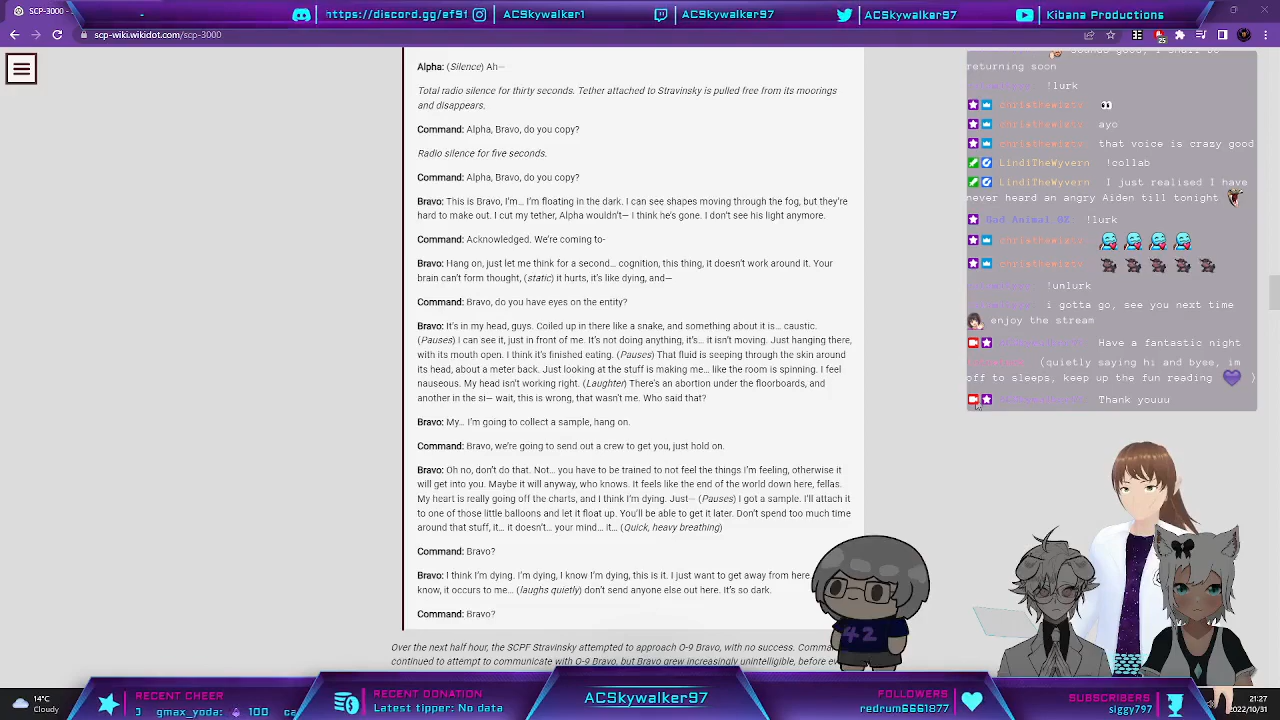 SCP-3000
https://discord.gg/ef9f
ACSkywalker1
ACSkywalker97
ACSkywalker97
Kibana Productions
scp-wiki.wikidot.com/scp-3000
Alpha: (Silence) Ah—
Total radio silence for thirty seconds. Tether attached to Stravinsky is pulled free from its moorings
and disappears.
Command: Alpha, Bravo, do you copy?
Radio silence for five seconds.
Command: Alpha, Bravo, do you copy?
Bravo: This is Bravo, I'm… I'm floating in the dark. I can see shapes moving through the fog, but they're
hard to make out. I cut my tether, Alpha wouldn't— I think he's gone. I don't see his light anymore.
Command: Acknowledged. We're coming to-
Bravo: Hang on, just let me think for a second… cognition, this thing, it doesn't work around it. Your
brain can't form thought, (static) it hurts, it's like dying, and—
Command: Bravo, do you have eyes on the entity?
Bravo: It's in my head, guys. Coiled up in there like a snake, and something about it is… caustic.
(Pauses) I can see it, just in front of me. It's not doing anything, it's… it isn't moving. Just hanging there,
with its mouth open. I think it's finished eating. (Pauses) That fluid is seeping through the skin around
its head, about a meter back. Just looking at the stuff is making me… like the room is spinning. I feel
nauseous. My head isn't working right. (Laughter) There's an abortion under the floorboards, and
another in the si— wait, this is wrong, that wasn't me. Who said that?
Bravo: My… I'm going to collect a sample, hang on.
Command: Bravo, we're going to send out a crew to get you, just hold on.
Bravo: Oh no, don't do that. Not… you have to be trained to not feel the things I'm feeling, otherwise it
will get into you. Maybe it will anyway, who knows. It feels like the end of the world down here, fellas.
My heart is really going off the charts, and I think I'm dying. Just— (Pauses) I got a sample. I'll attach it
to one of those little balloons and let it float up. You'll be able to get it later. Don't spend too much time
around that stuff, it… it doesn't… your mind… it… (Quick, heavy breathing)
Command: Bravo?
Bravo: I think I'm dying. I'm dying, I know I'm dying, this is it. I just want to get away from here.
know, it occurs to me… (laughs quietly) don't send anyone else out here. It's so dark.
Command: Bravo?
Over the next half hour, the SCPF Stravinsky attempted to approach O-9 Bravo, with no success. Comma
continued to attempt to communicate with O-9 Bravo, but Bravo grew increasingly unintelligible, before ev
sounds good, I shall be
returning soon
!lurk
christhewiztv
christhewiztv ayo
christhewiztv that voice is crazy good
LindiTheWyvern !collab
LindiTheWyvern I just realised I have
never heard an angry Aiden till tonight
Gad_Animal_GX !lurk
christhewiztv
christhewiztv
!unlurk
i gotta go, see you next time
enjoy the stream
Have a fantastic night
(quietly saying hi and byee, im
off to sleeps, keep up the fun reading )
Thank youuu
42
14°C
Cloudy
RECENT CHEER
gmax_yoda: 100 ca
RECENT DONATION
Latest tipper: No data
ACSkywalker97
FOLLOWERS
redrum6661877
SUBSCRIBERS
siggy797
21:27
2022/10/31